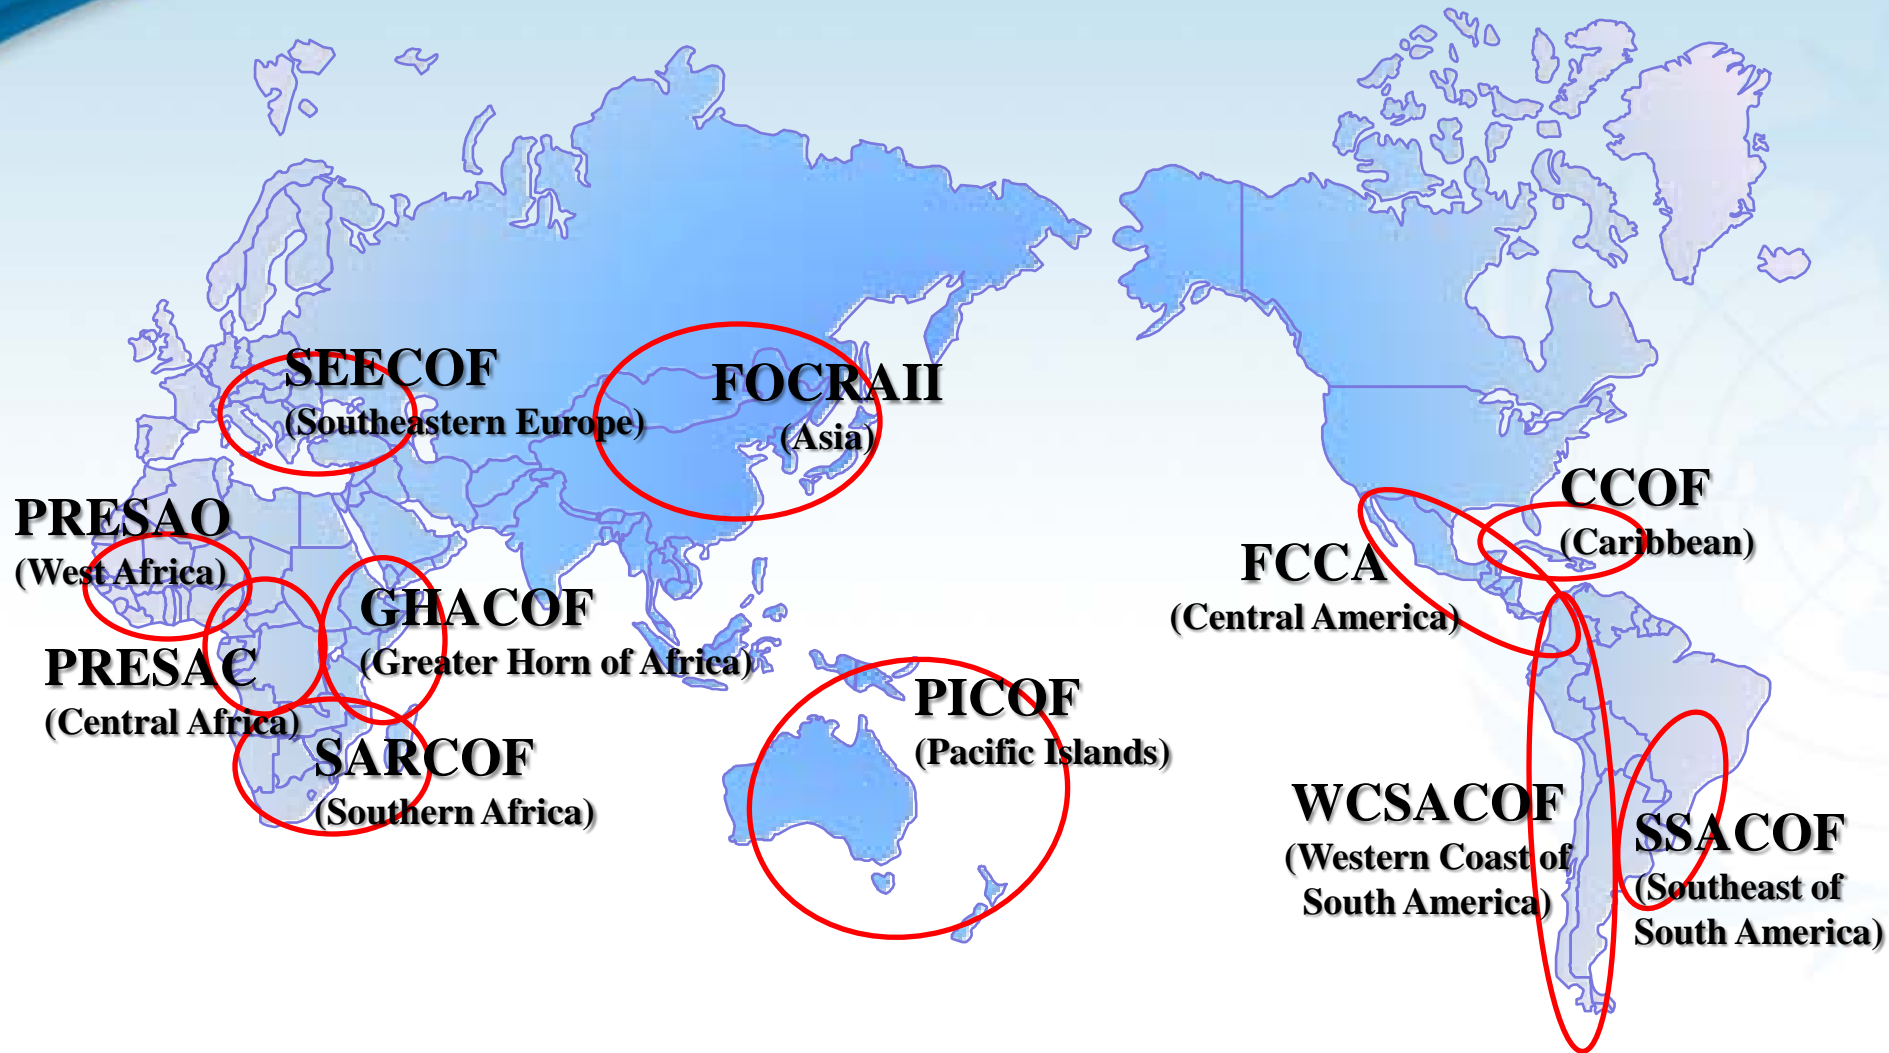 SEECOF
(Southeastern Europe)
FOCRAII
(Asia)
PRESAO
(West Africa)
CCOF
(Caribbean)
FCCA
(Central America)
GHACOF
(Greater Horn of Africa)
PRESAC
(Central Africa)
PICOF
(Pacific Islands)
SARCOF
(Southern Africa)
WCSACOF
(Western Coast of
South America)
SSACOF
(Southeast of
South America)